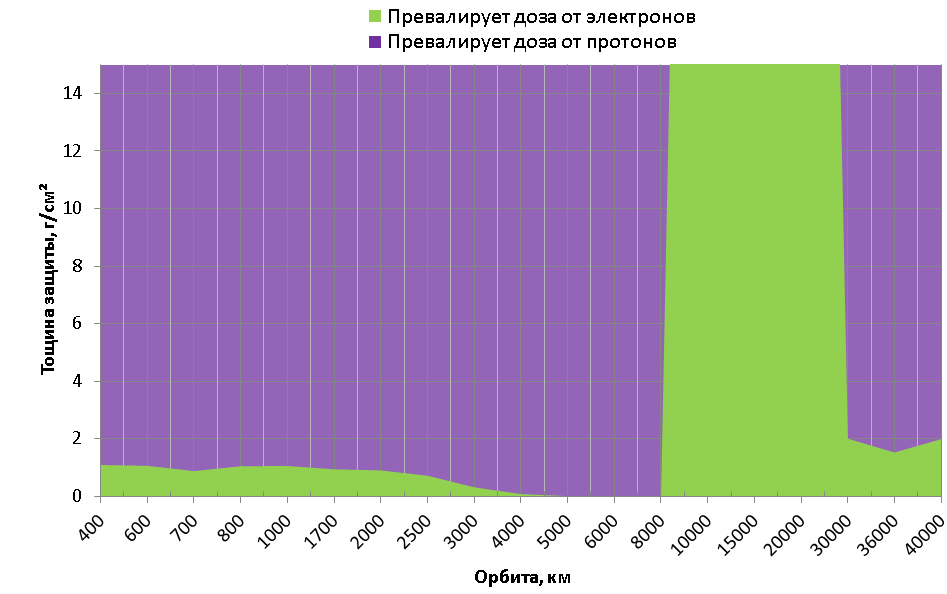 Превалирует доза от электронов
Превалирует доза от протонов
14
12
10
8
6
4
2
0
Тощина защиты, г/см²
400 600 700 800 1000 1700 2000 2500 3000 4000 5000 6000 8000 10000 15000 20000 30000 36000 40000
Орбита, км